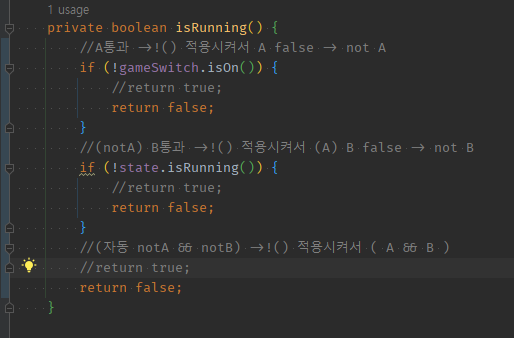 1 usage
private boolean isRunning() {
//A통과 ->!() 적용시켜서 A false -> not A
if (!gameSwitch.isOn()) {
//return true;
return false;
}
//(notA) B통과 ->!() 적용시켜서 (A) B false -> not B
if (!state.isRunning()) {
//return true;
return false;
}
//(자동 notA && notB) ->!() 적용시켜서 ( A && B )
//return true;
return false;
}